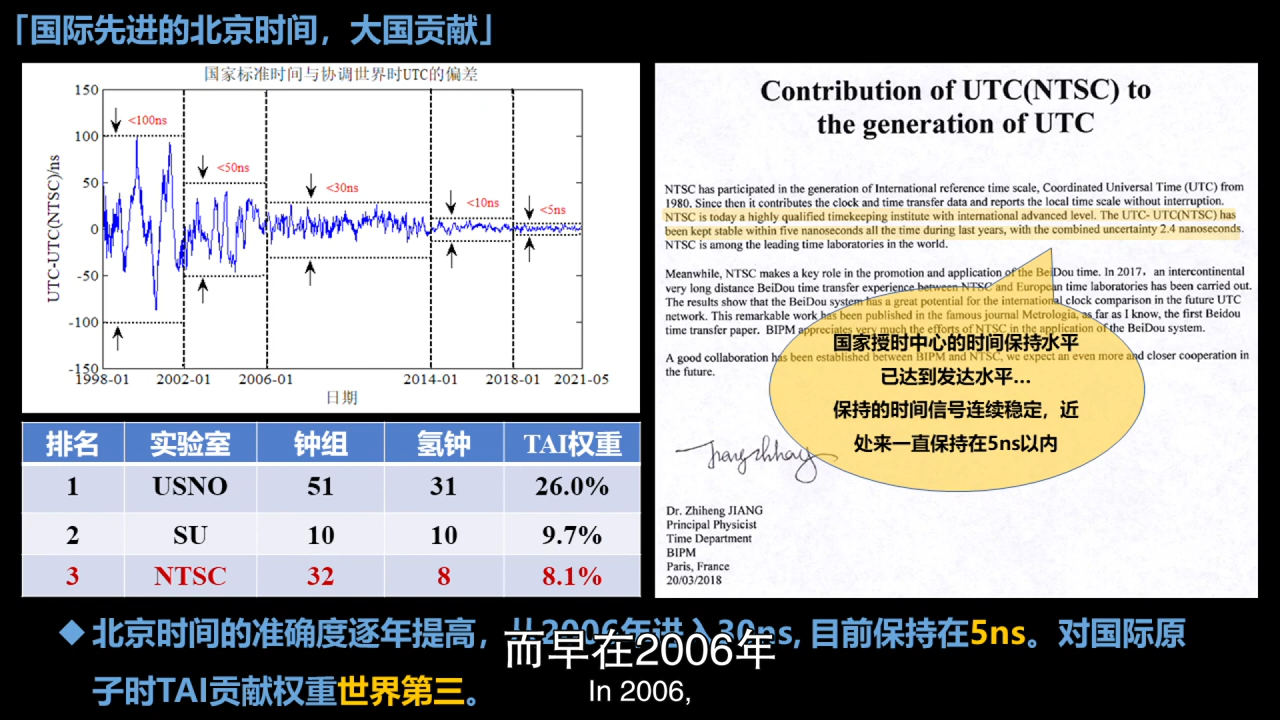 「国际先进的北京时间，大国贡献」
国家标准时间与协调世界时UTC的偏差
150
100
50
0
-50
-100
-150
UTC-UTC(NTSC)/ns
<100ns
<50ns
<30ns
<10ns
<5ns
1998-01 2002-01 2006-01 2014-01 2018-01 2021-05
日期
排名 实验室 钟组 氢钟 TAI权重
1 USNO 51 31 26.0%
2 SU 10 10 9.7%
3 NTSC 32 8 8.1%
Contribution of UTC(NTSC) to
the generation of UTC
NTSC has participated in the generation of International reference time scale, Coordinated Universal Time (UTC) from
1980. Since then it contributes the clock and time transfer data and reports the local time scale without interruption.
NTSC is today a highly qualified timekeeping institute with international advanced level. The UTC- UTC(NTSC) has
been kept stable within five nanoseconds all the time during last years, with the combined uncertainty 2.4 nanoseconds.
NTSC is among the leading time laboratories in the world.
Meanwhile, NTSC makes a key role in the promotion and application of the BeiDou time. In 2017, an intercontinental
very long distance BeiDou time transfer experience between NTSC and European time laboratories has been carried out.
The results show that the BeiDou system has a great potential for the international clock comparison in the future UTC
network. This remarkable work has been published in the famous journal Metrologia, as far as I know, the first Beidou
time transfer paper. BIPM appreciates very much the efforts of NTSC in the application of the BeiDou system.
A good collaboration has been established between BIPM and NTSC, we expect an even more and closer cooperation in
the future.
国家授时中心的时间保持水平
已达到发达水平...
保持的时间信号连续稳定，近
处来一直保持在5ns以内
Dr. Zhiheng JIANG
Principal Physicist
Time Department
BIPM
Paris, France
20/03/2018
◆ 北京时间的准确度逐年提高，从2006年进入30ns, 目前保持在5ns。对国际原
子时TAI贡献权重世界第三。
而早在2006年
In 2006,